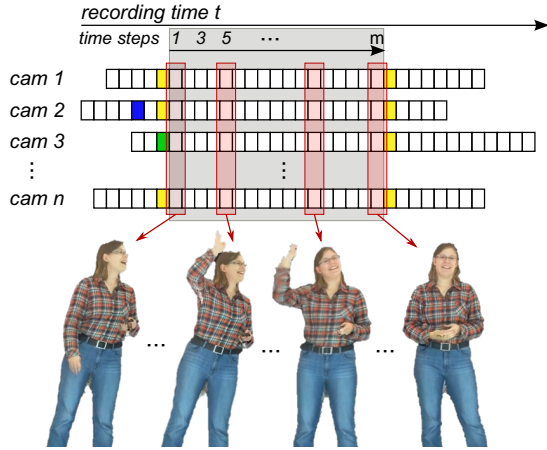 recording time t
time steps 1 3 5 ... m
cam 1
cam 2
cam 3
⋮ ⋮
cam n
... ... ...